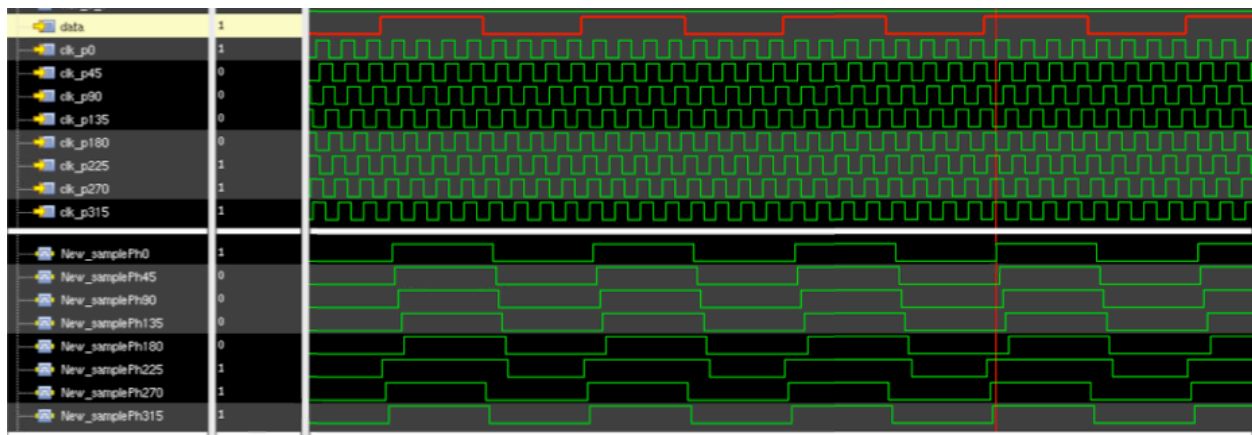 data 1
clk_p0 1
clk_p45 0
clk_p90 0
clk_p135 0
clk_p180 0
clk_p225 1
clk_p270 1
clk_p315 1
New_samplePh0 1
New_samplePh45 0
New_samplePh90 0
New_samplePh135 0
New_samplePh180 0
New_samplePh225 1
New_samplePh270 1
New_samplePh315 1